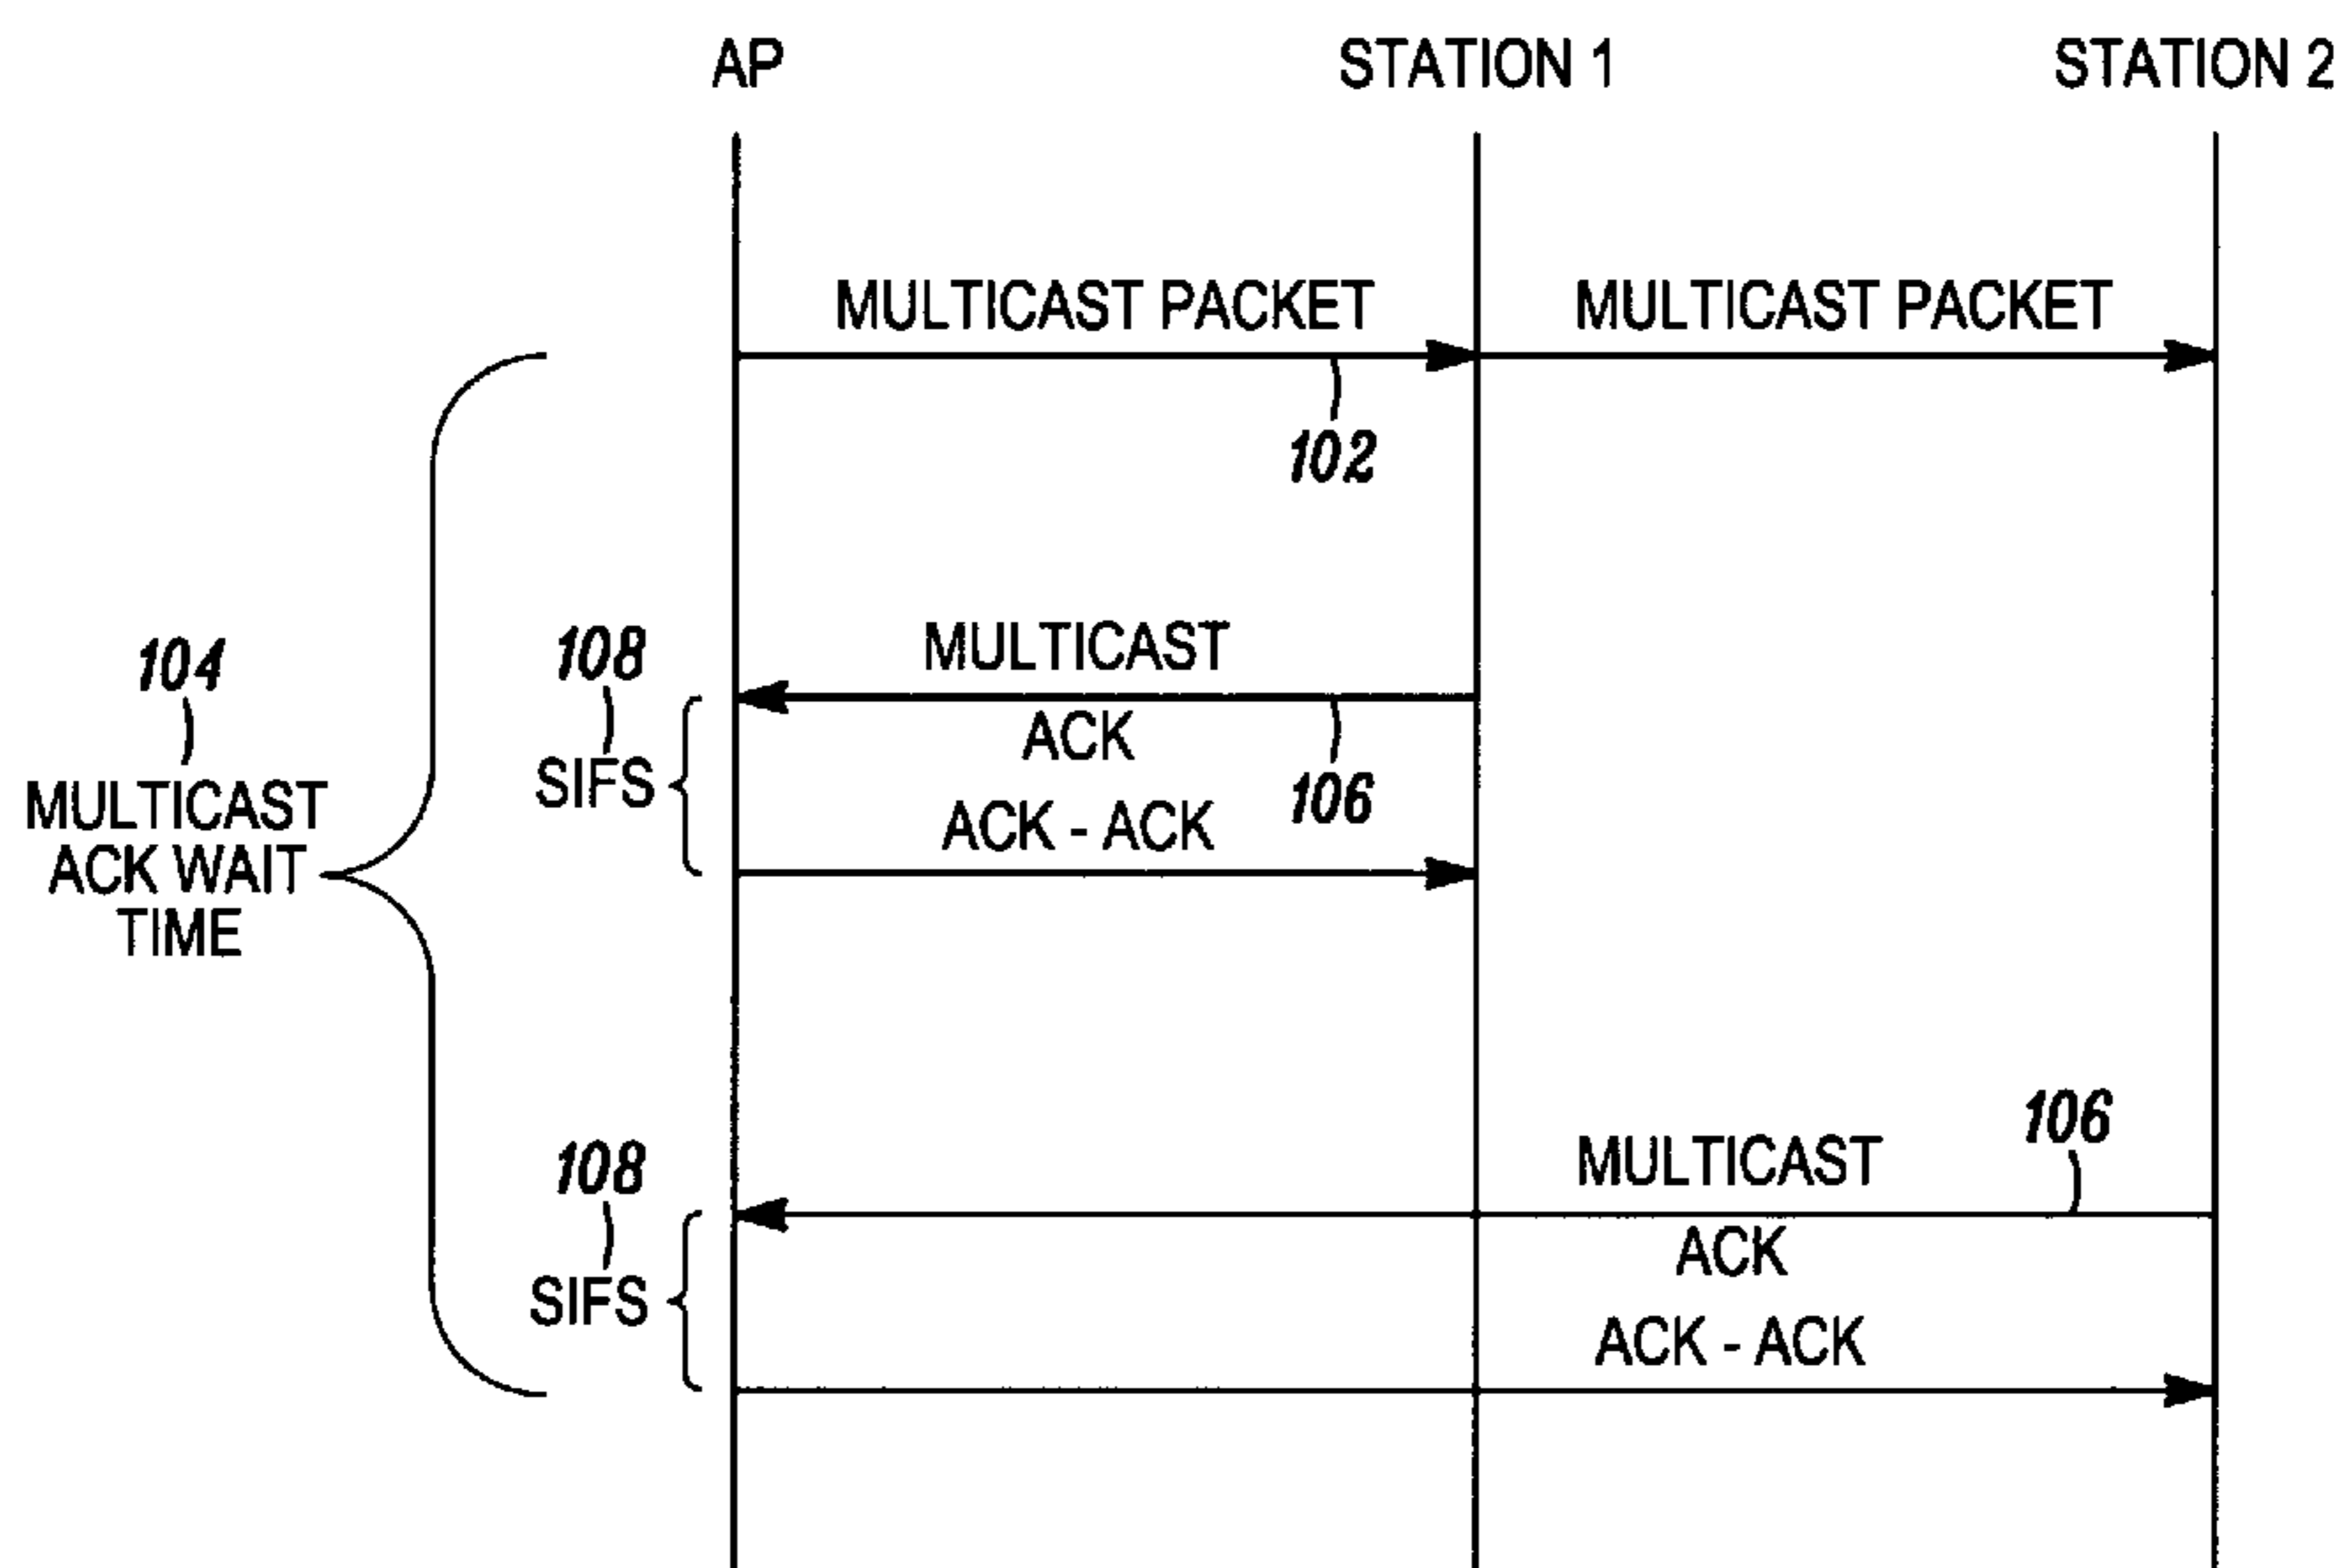 AP
STATION 1
STATION 2
MULTICAST PACKET
MULTICAST PACKET
102
104
MULTICAST
ACK WAIT
TIME
108
SIFS
MULTICAST
ACK
106
ACK - ACK
108
SIFS
MULTICAST
106
ACK
ACK - ACK